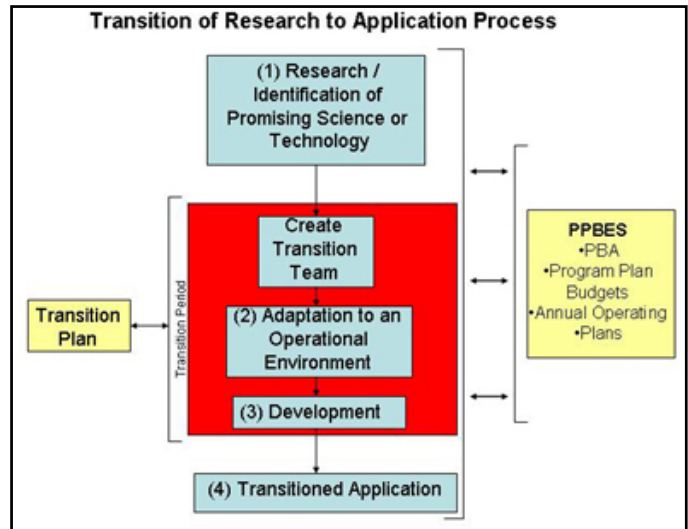 Transition of Research to Application Process
(1) Research /
Identification of
Promising Science or
Technology
Create
Transition
Team
(2) Adaptation to an
Operational
Environment
(3) Development
(4) Transitioned Application
Transition Period
Transition
Plan
PPBES
•PBA
•Program Plan
Budgets
•Annual Operating
•Plans